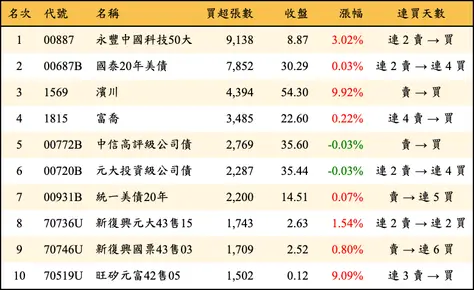 名次 代號 名稱 買超張數 收盤 漲幅 連買天數
1 00887 永豐中國科技50大 9,138 8.87 3.02% 連 2 賣 → 買
2 00687B 國泰20年美債 7,852 30.29 0.03% 連 2 賣 → 連 4 買
3 1569 濱川 4,394 54.30 9.92% 賣 → 買
4 1815 富喬 3,485 22.60 0.22% 連 4 賣 → 買
5 00772B 中信高評級公司債 2,769 35.60 -0.03% 賣 → 買
6 00720B 元大投資級公司債 2,287 35.44 -0.03% 連 2 賣 → 連 4 買
7 00931B 統一美債20年 2,200 14.51 0.07% 賣 → 連 5 買
8 70736U 新復興元大43售15 1,743 2.63 1.54% 連 2 賣 → 連 2 買
9 70746U 新復興國票43售03 1,709 2.52 0.80% 賣 → 連 6 買
10 70519U 旺矽元富42售05 1,502 0.12 9.09% 連 3 賣 → 買